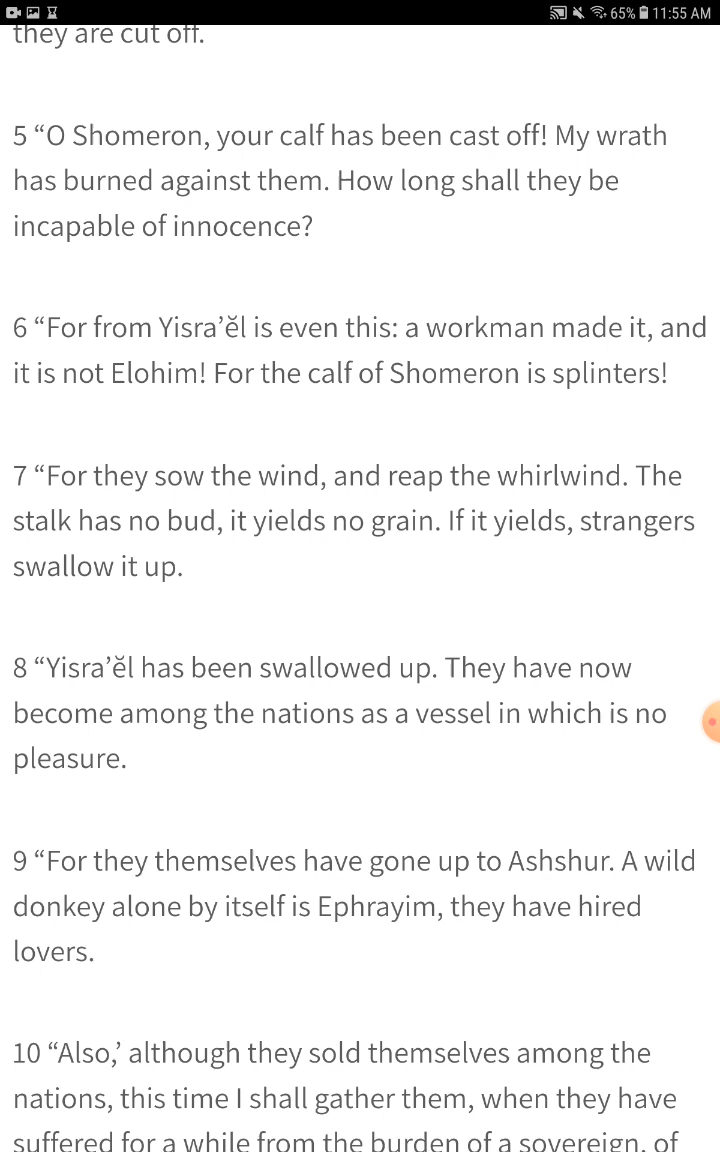 65% 11:55 AM
they are cut off.
5 “O Shomeron, your calf has been cast off! My wrath
has burned against them. How long shall they be
incapable of innocence?
6 “For from Yisra’ĕl is even this: a workman made it, and
it is not Elohim! For the calf of Shomeron is splinters!
7 “For they sow the wind, and reap the whirlwind. The
stalk has no bud, it yields no grain. If it yields, strangers
swallow it up.
8 “Yisra’ĕl has been swallowed up. They have now
become among the nations as a vessel in which is no
pleasure.
9 “For they themselves have gone up to Ashshur. A wild
donkey alone by itself is Ephrayim, they have hired
lovers.
10 “Also,’ although they sold themselves among the
nations, this time I shall gather them, when they have
suffered for a while from the burden of a sovereign, of